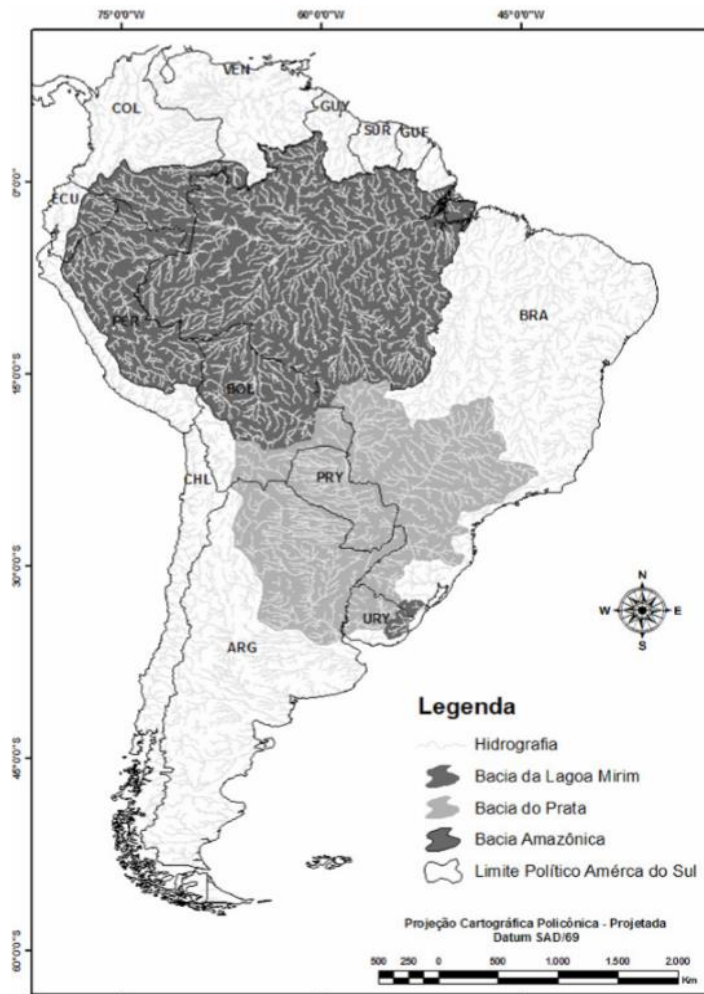 75°0'0"W 60°0'0"W 45°0'0"W
VEN
COL
GUY
SUR
GUF
0°0'0"
ECU
BRA
PER
15°0'0"S
BOL
CHL
PRY
30°0'0"S
N
W E
S
URY
ARG
Legenda
Hidrografia
Bacia da Lagoa Mirim
45°0'0"S
Bacia do Prata
Bacia Amazônica
Limite Político Amérca do Sul
Projeção Cartográfica Policônica - Projetada
Datum SAD/69
60°0'0"S
500 250 0 500 1.000 1.500 2.000
Km